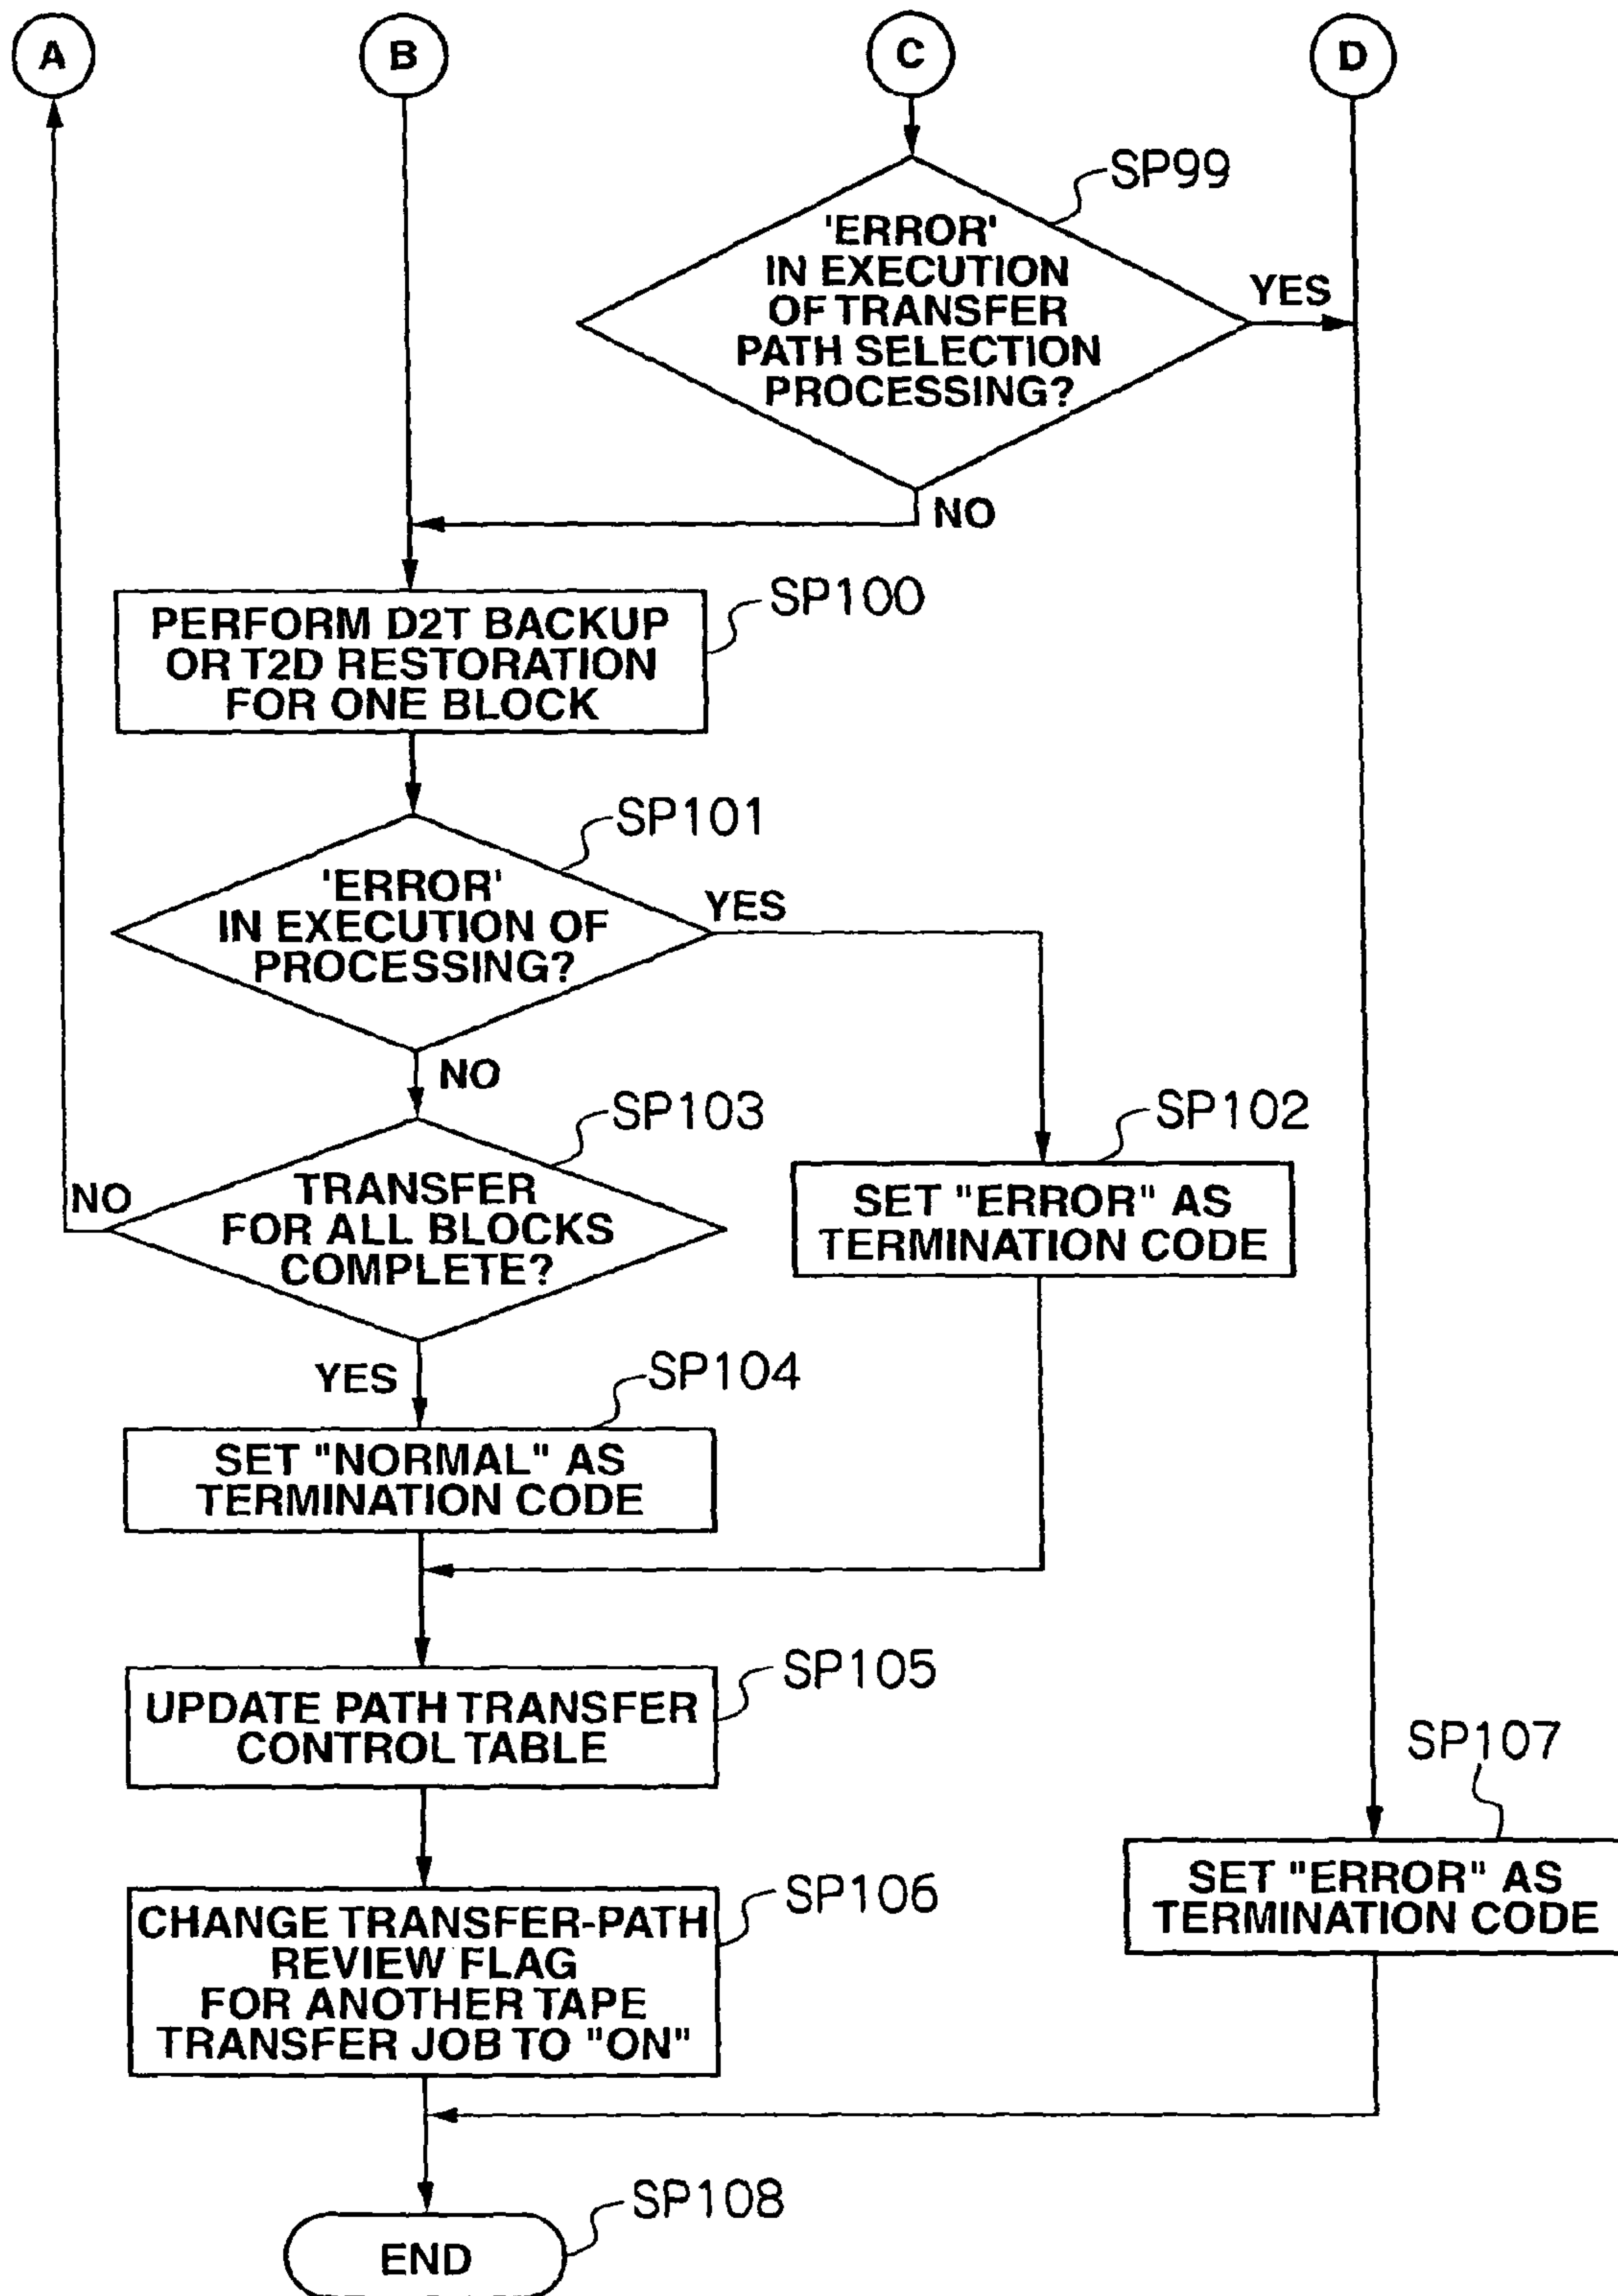 A
B
C
D
SP99
'ERROR'
IN EXECUTION
OF TRANSFER
PATH SELECTION
PROCESSING?
YES
NO
SP100
PERFORM D2T BACKUP
OR T2D RESTORATION
FOR ONE BLOCK
SP101
'ERROR'
IN EXECUTION OF
PROCESSING?
YES
NO
SP103
TRANSFER
FOR ALL BLOCKS
COMPLETE?
NO
YES
SP102
SET "ERROR" AS
TERMINATION CODE
SP104
SET "NORMAL" AS
TERMINATION CODE
SP105
UPDATE PATH TRANSFER
CONTROL TABLE
SP106
CHANGE TRANSFER-PATH
REVIEW FLAG
FOR ANOTHER TAPE
TRANSFER JOB TO "ON"
SP107
SET "ERROR" AS
TERMINATION CODE
SP108
END